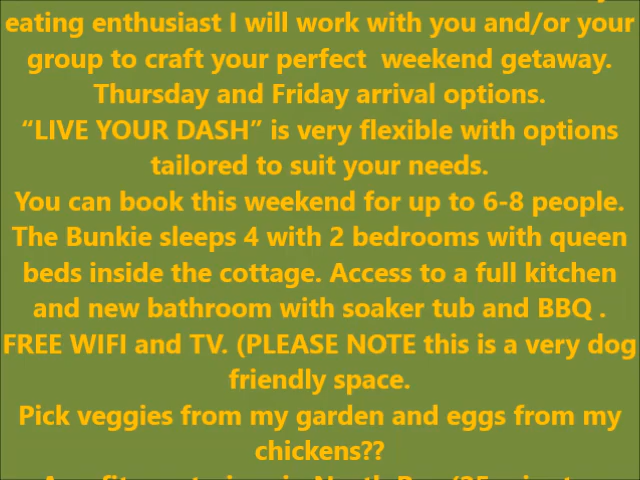 eating enthusiast I will work with you and/or your
group to craft your perfect weekend getaway.
Thursday and Friday arrival options.
“LIVE YOUR DASH” is very flexible with options
tailored to suit your needs.
You can book this weekend for up to 6-8 people.
The Bunkie sleeps 4 with 2 bedrooms with queen
beds inside the cottage. Access to a full kitchen
and new bathroom with soaker tub and BBQ .
FREE WIFI and TV. (PLEASE NOTE this is a very dog
friendly space.
Pick veggies from my garden and eggs from my
chickens??